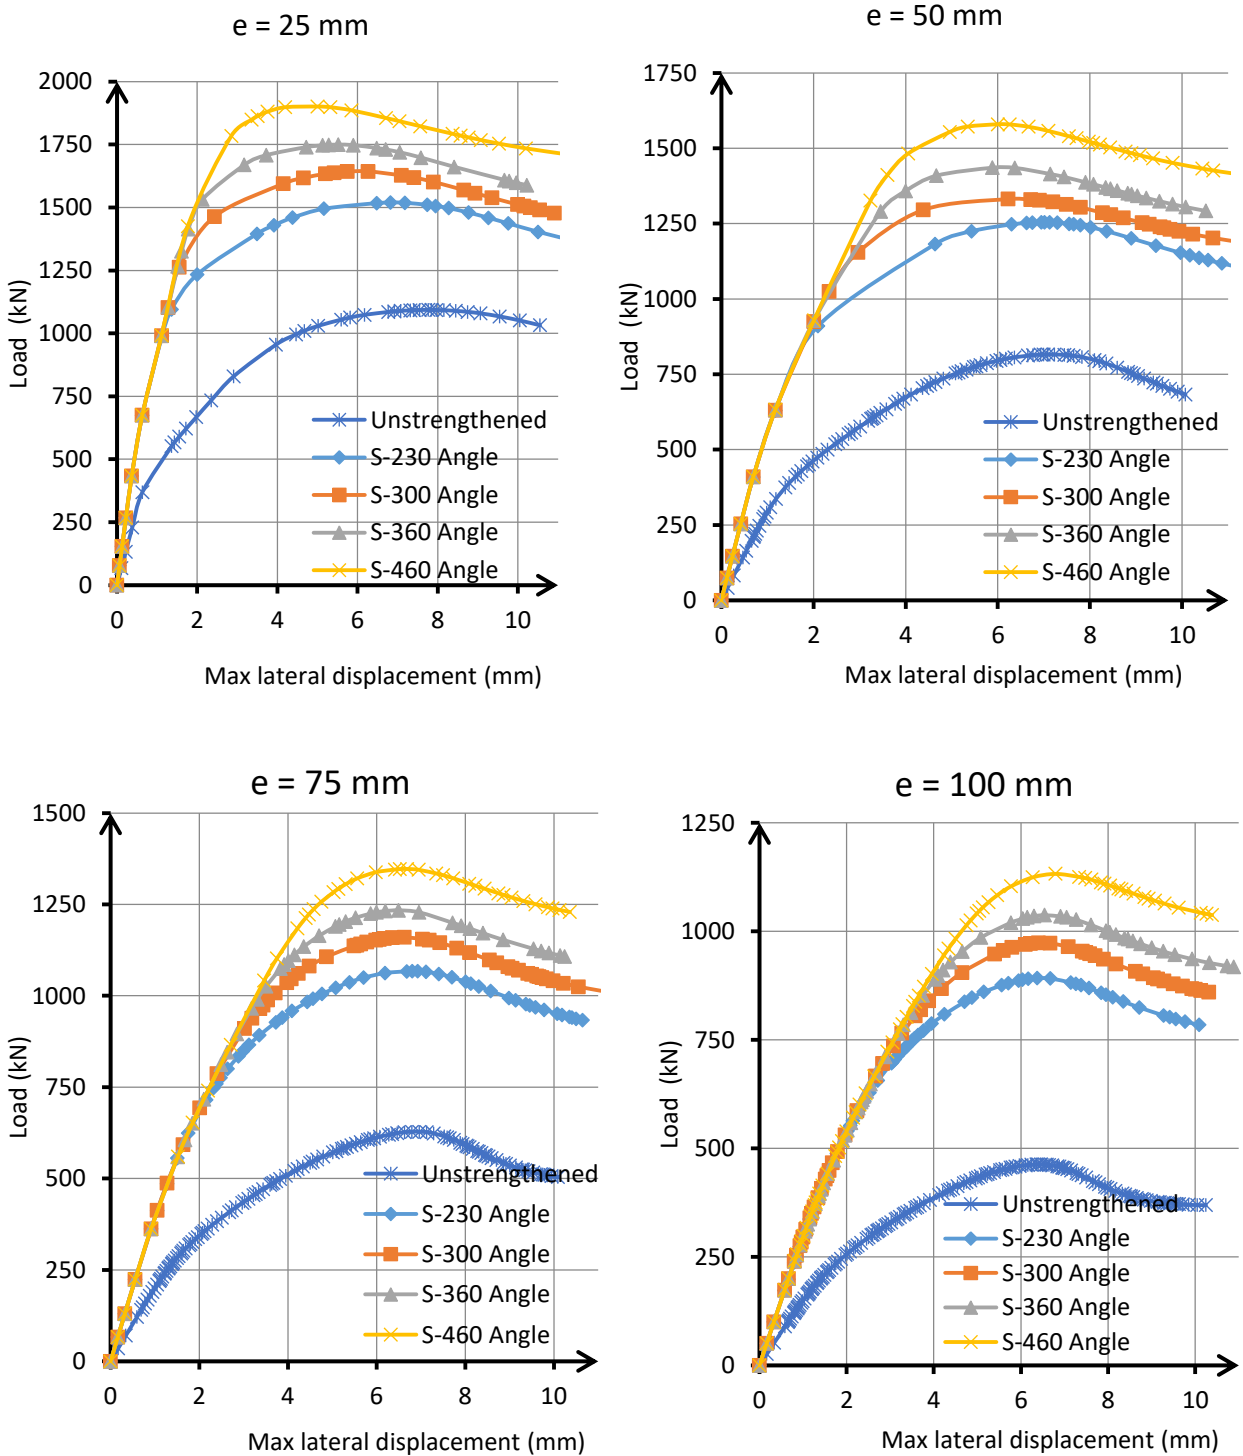 e = 25 mm
2000
1750
1500
1250
1000
750
500
250
0
Load (kN)
Unstrengthened
S-230 Angle
S-300 Angle
S-360 Angle
S-460 Angle
0 2 4 6 8 10
Max lateral displacement (mm)
e = 50 mm
1750
1500
1250
1000
750
500
250
0
Load (kN)
Unstrengthened
S-230 Angle
S-300 Angle
S-360 Angle
S-460 Angle
0 2 4 6 8 10
Max lateral displacement (mm)
e = 75 mm
1500
1250
1000
750
500
250
0
Load (kN)
Unstrengthened
S-230 Angle
S-300 Angle
S-360 Angle
S-460 Angle
0 2 4 6 8 10
Max lateral displacement (mm)
e = 100 mm
1250
1000
750
500
250
0
Load (kN)
Unstrengthened
S-230 Angle
S-300 Angle
S-360 Angle
S-460 Angle
0 2 4 6 8 10
Max lateral displacement (mm)